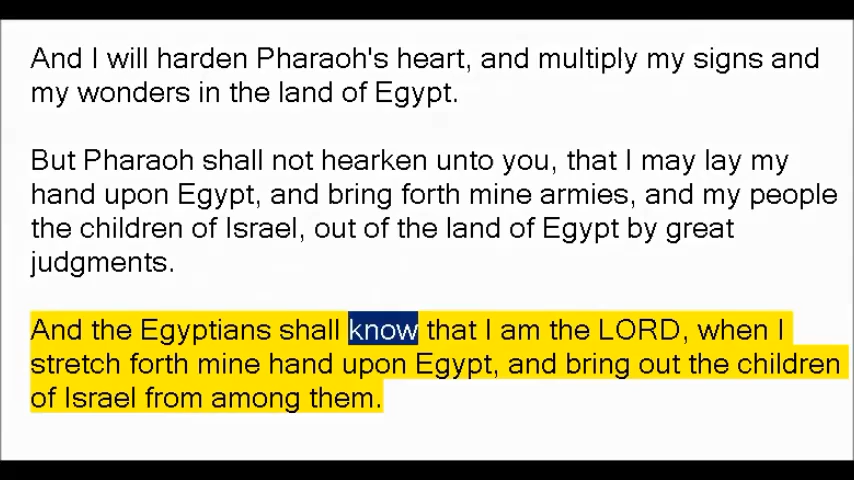 And I will harden Pharaoh's heart, and multiply my signs and
my wonders in the land of Egypt.
But Pharaoh shall not hearken unto you, that I may lay my
hand upon Egypt, and bring forth mine armies, and my people
the children of Israel, out of the land of Egypt by great
judgments.
And the Egyptians shall know that I am the LORD, when I
stretch forth mine hand upon Egypt, and bring out the children
of Israel from among them.